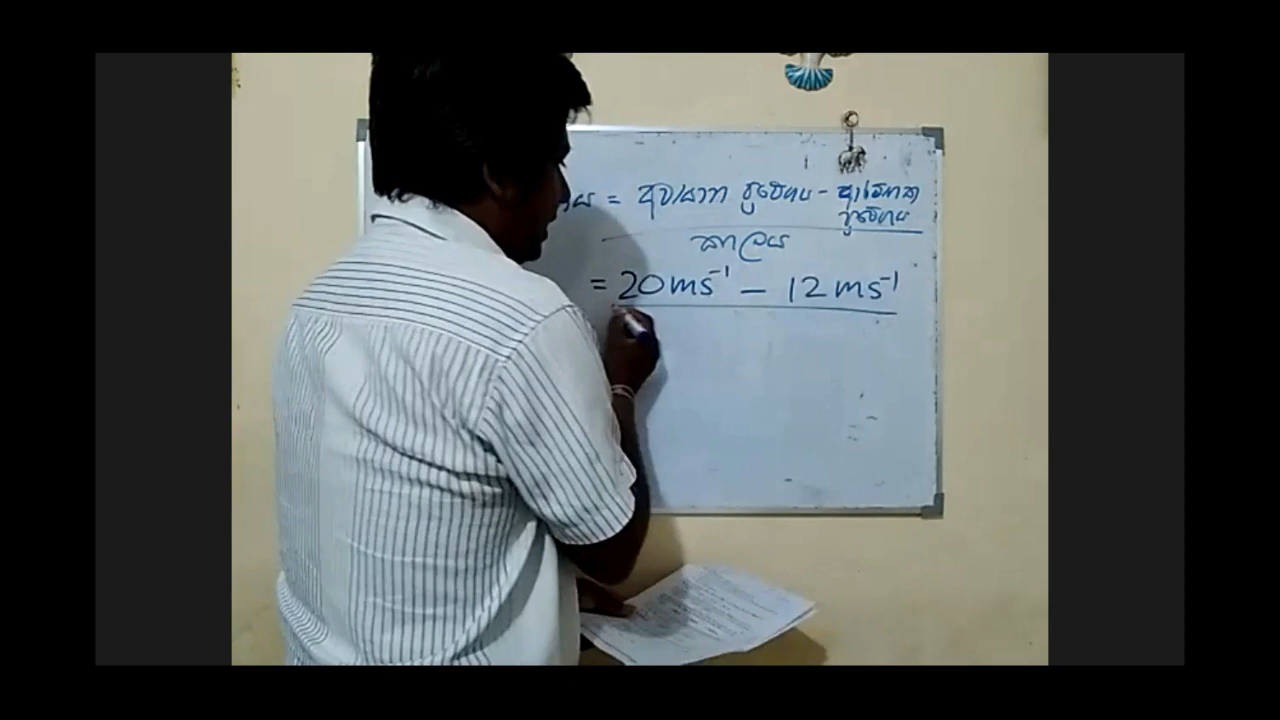 = අවසාන ප්‍රවේගය - ආරම්භක
ප්‍රවේගය
කාලය
= 20ms⁻¹ - 12ms⁻¹